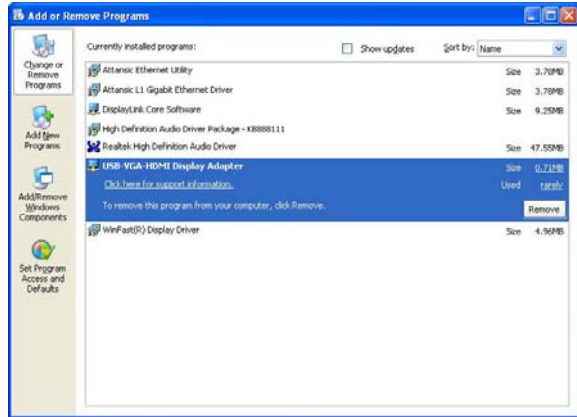 Add or Remove Programs
Currently installed programs:
Show updates
Sort by: Name
Change or
Remove
Programs
Add New
Programs
Add/Remove
Windows
Components
Set Program
Access and
Defaults
Attansic Ethernet Utility Size 3.78MB
Attansic L1 Gigabit Ethernet Driver Size 3.78MB
DisplayLink Core Software Size 9.25MB
High Definition Audio Driver Package - KB888111
Realtek High Definition Audio Driver Size 47.55MB
USB-VGA-HDMI Display Adapter Size 0.71MB
Click here for support information. Used rarely
To remove this program from your computer, click Remove. Remove
WinFast(R) Display Driver Size 4.96MB